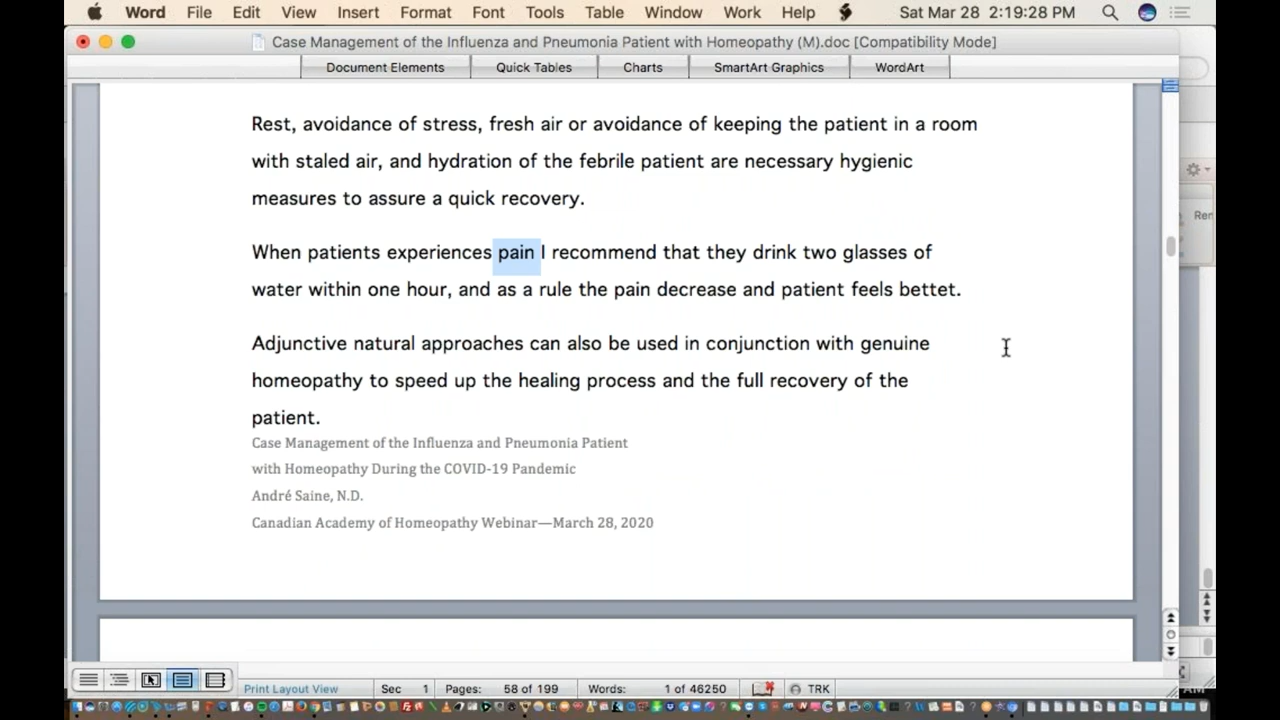 Word File Edit View Insert Format Font Tools Table Window Work Help Sat Mar 28 2:19:28 PM
Case Management of the Influenza and Pneumonia Patient with Homeopathy (M).doc [Compatibility Mode]
Document Elements Quick Tables Charts SmartArt Graphics WordArt
Rest, avoidance of stress, fresh air or avoidance of keeping the patient in a room
with staled air, and hydration of the febrile patient are necessary hygienic
measures to assure a quick recovery.
When patients experiences pain I recommend that they drink two glasses of
water within one hour, and as a rule the pain decrease and patient feels bettet.
Adjunctive natural approaches can also be used in conjunction with genuine
homeopathy to speed up the healing process and the full recovery of the
patient.
Case Management of the Influenza and Pneumonia Patient
with Homeopathy During the COVID-19 Pandemic
André Saine, N.D.
Canadian Academy of Homeopathy Webinar—March 28, 2020
Print Layout View Sec 1 Pages: 58 of 199 Words: 1 of 46250 TRK